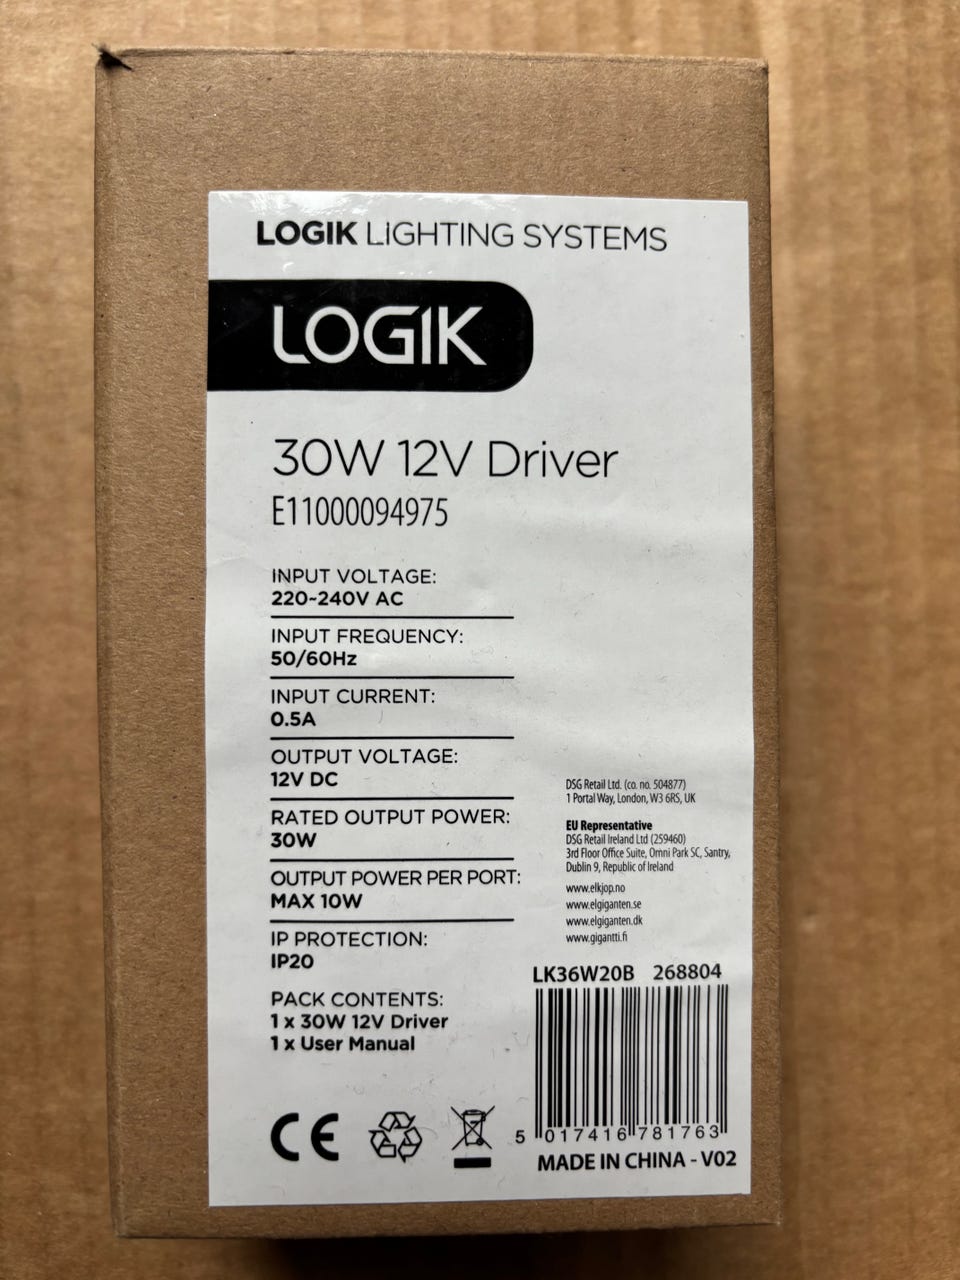 LOGIK LIGHTING SYSTEMS
LOGIK
30W 12V Driver
E11000094975
INPUT VOLTAGE:
220~240V AC
INPUT FREQUENCY:
50/60Hz
INPUT CURRENT:
0.5A
OUTPUT VOLTAGE:
12V DC
RATED OUTPUT POWER:
30W
OUTPUT POWER PER PORT:
MAX 10W
IP PROTECTION:
IP20
PACK CONTENTS:
1 x 30W 12V Driver
1 x User Manual
DSG Retail Ltd. (co. no. 504877)
1 Portal Way, London, W3 6RS, UK
EU Representative
DSG Retail Ireland Ltd (259460)
3rd Floor Office Suite, Omni Park SC, Santry,
Dublin 9, Republic of Ireland
www.elkjop.no
www.elgiganten.se
www.elgiganten.dk
www.gigantti.fi
LK36W20B 268804
5 017416 781763
MADE IN CHINA - V02
CE